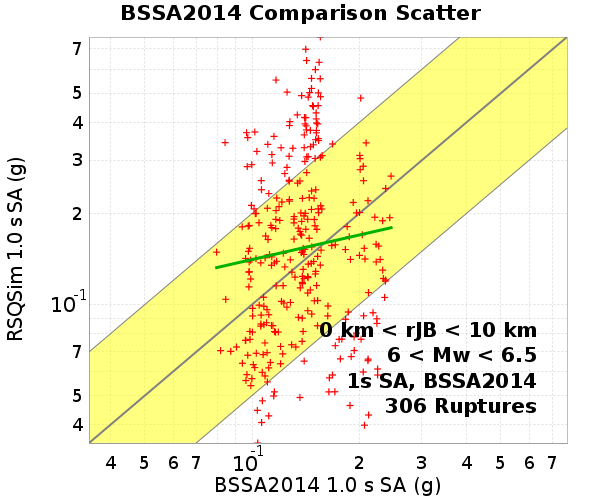 BSSA2014 Comparison Scatter
RSQSim 1.0 s SA (g)
7
5
4
3
2
10-1
7
5
4
0 km < rJB < 10 km
6 < Mw < 6.5
1s SA, BSSA2014
306 Ruptures
4 5 6 7 10-1 2 3 4 5 6 7
BSSA2014 1.0 s SA (g)